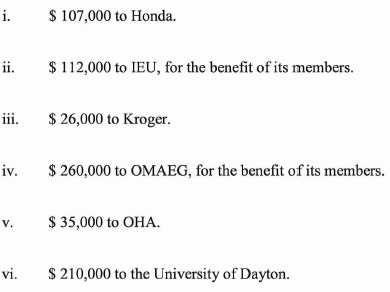 i. $ 107,000 to Honda.
ii. $ 112,000 to IEU, for the benefit of its members.
iii. $ 26,000 to Kroger.
iv. $ 260,000 to OMAEG, for the benefit of its members.
v. $ 35,000 to OHA.
vi. $ 210,000 to the University of Dayton.